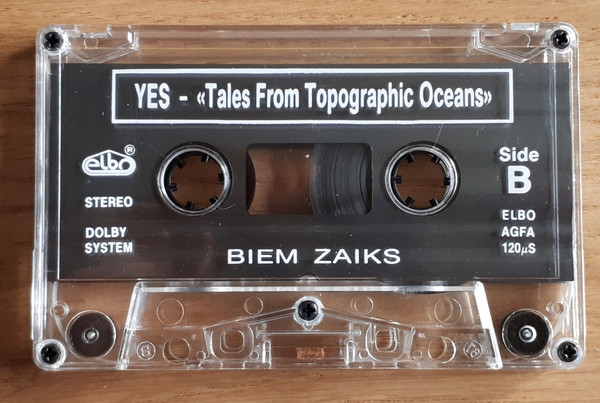 YES - «Tales From Topographic Oceans»
elbo®
STEREO
DOLBY
SYSTEM
Side
B
ELBO
AGFA
120μS
BIEM ZAIKS